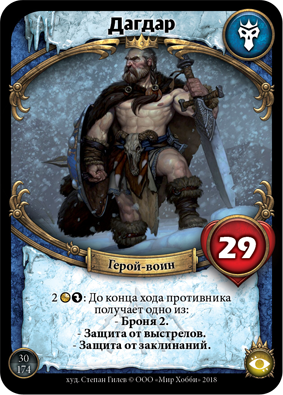 Дагдар
29
Герой-воин
2 : До конца хода противника
получает одно из:
- Броня 2.
- Защита от выстрелов.
- Защита от заклинаний.
30
174
худ. Степан Гилев © ООО «Мир Хобби» 2018